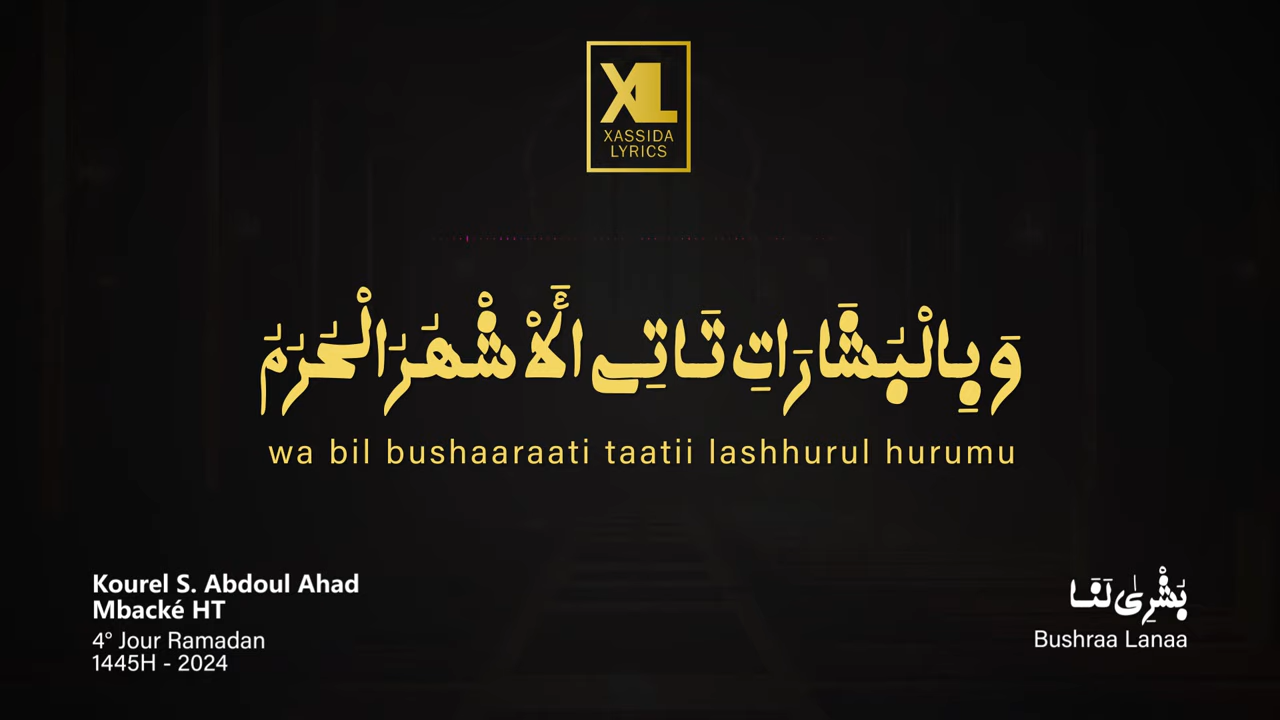 XL
XASSIDA
LYRICS
وَبِالْبُشَارَاتِ تَاتِے اَ۬لَاشْهُرُ الْحُرُمُ
wa bil bushaaraati taatii lashhurul hurumu
Kourel S. Abdoul Ahad
Mbacké HT
4° Jour Ramadan
1445H - 2024
بُشْرِىٰ لَنَا
Bushraa Lanaa